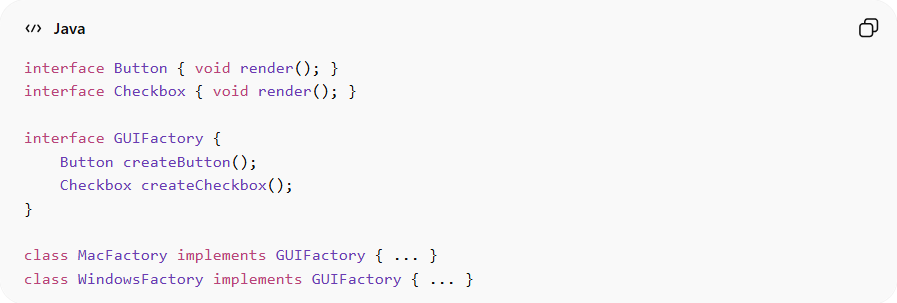 Java
interface Button { void render(); }
interface Checkbox { void render(); }
interface GUIFactory {
    Button createButton();
    Checkbox createCheckbox();
}
class MacFactory implements GUIFactory { ... }
class WindowsFactory implements GUIFactory { ... }